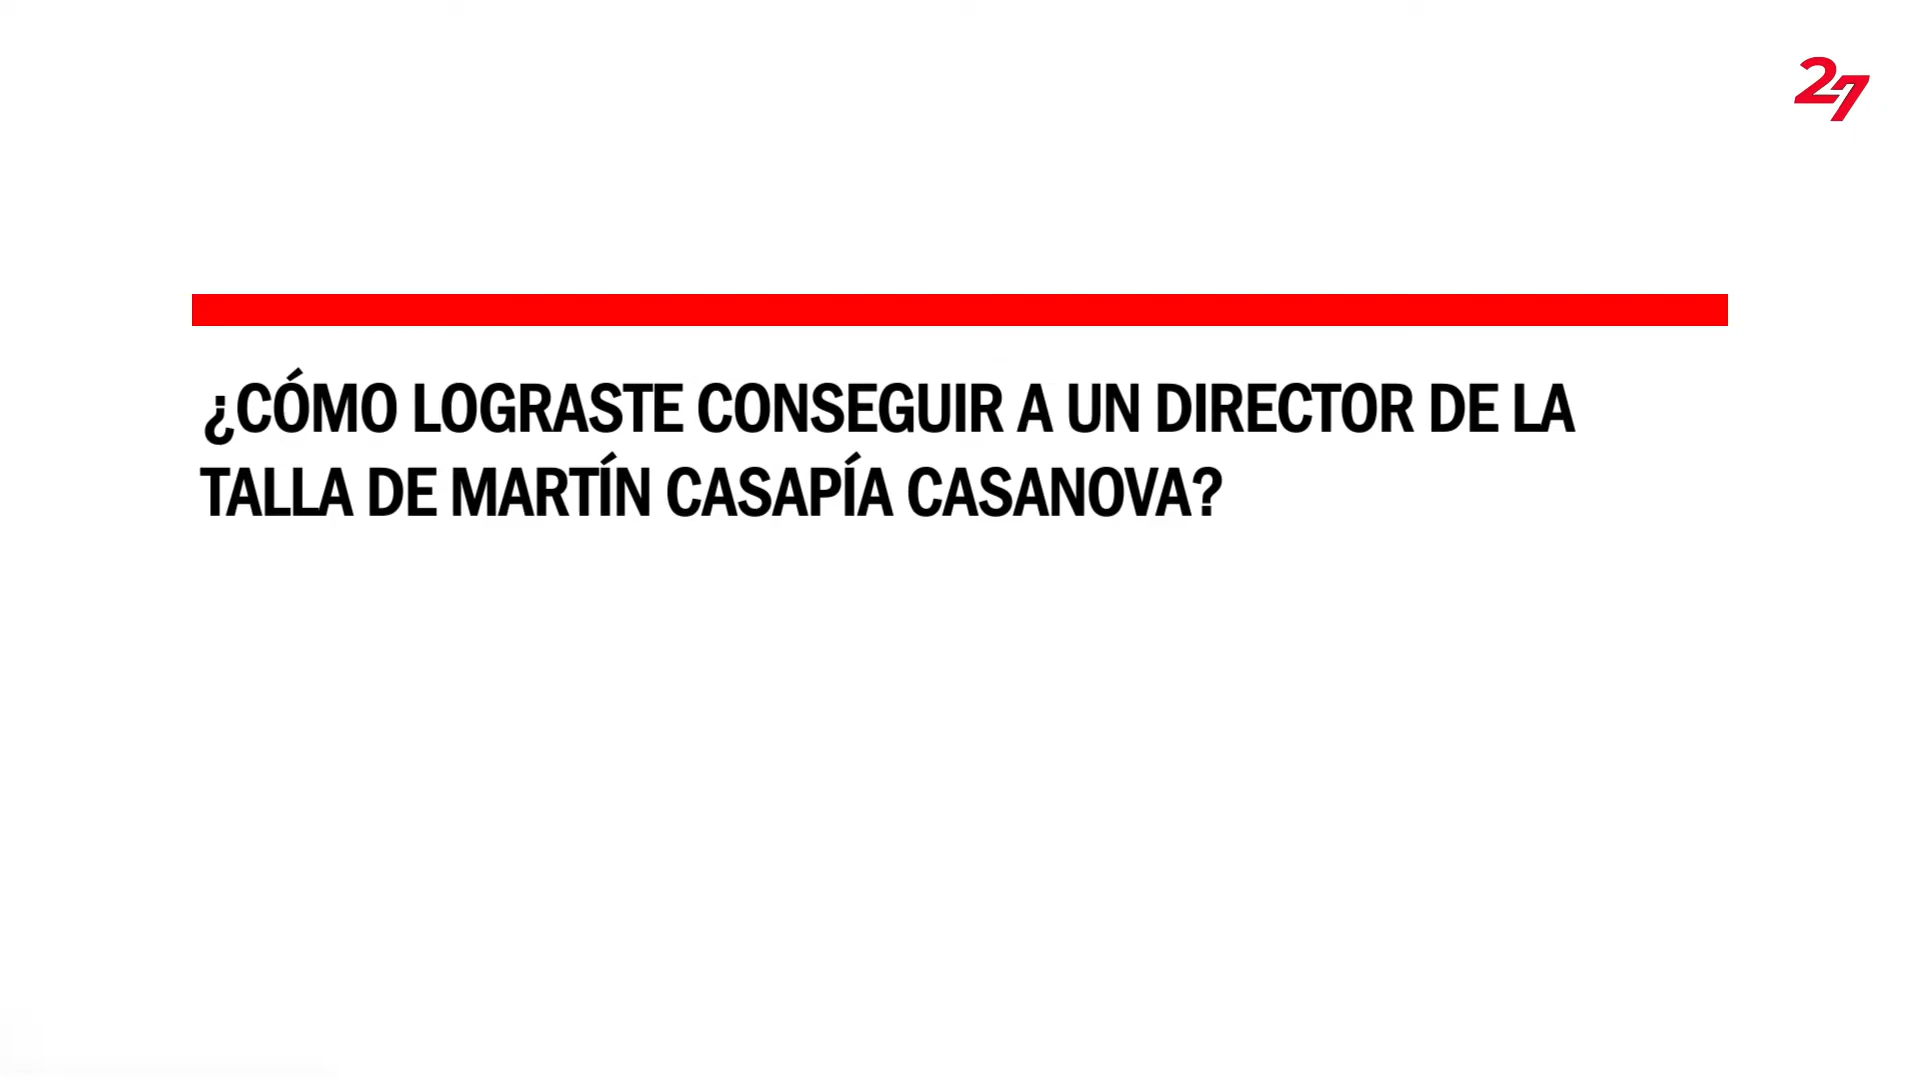 27
¿CÓMO LOGRASTE CONSEGUIR A UN DIRECTOR DE LA
TALLA DE MARTÍN CASAPÍA CASANOVA?